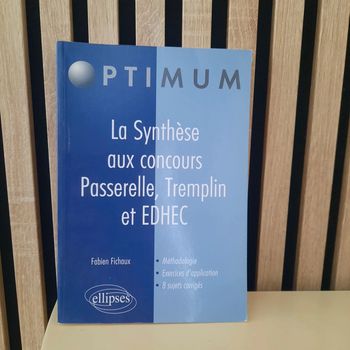 OPTIMUM
La Synthèse
aux concours
Passerelle, Tremplin
et EDHEC
Fabien Fichaux
• Méthodologie
• Exercices d'application
• 8 sujets corrigés
ellipses